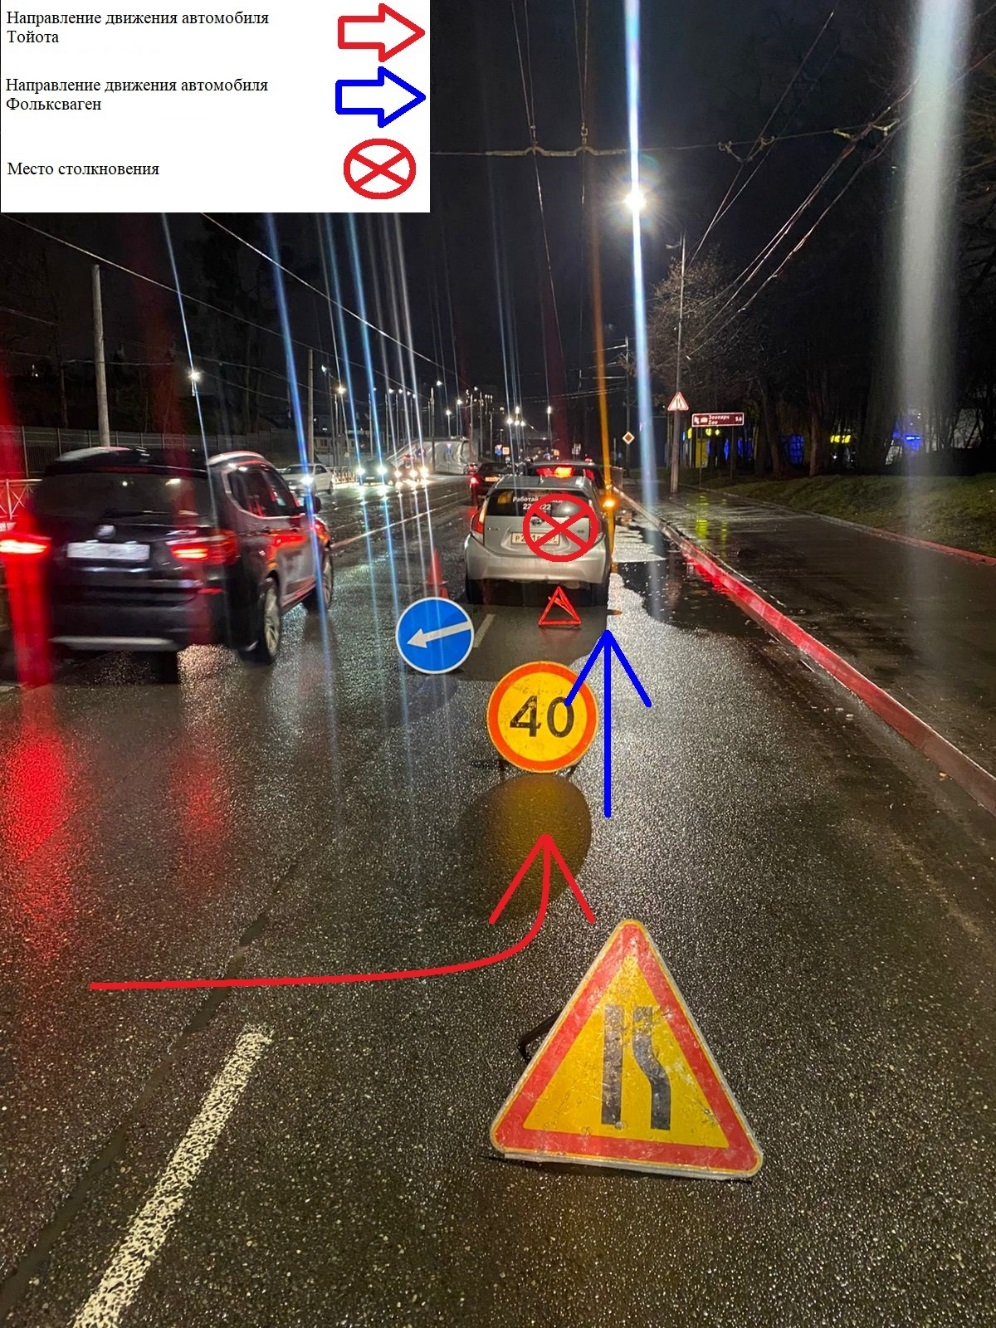 Направление движения автомобиля
Тойота
Направление движения автомобиля
Фольксваген
Место столкновения
40